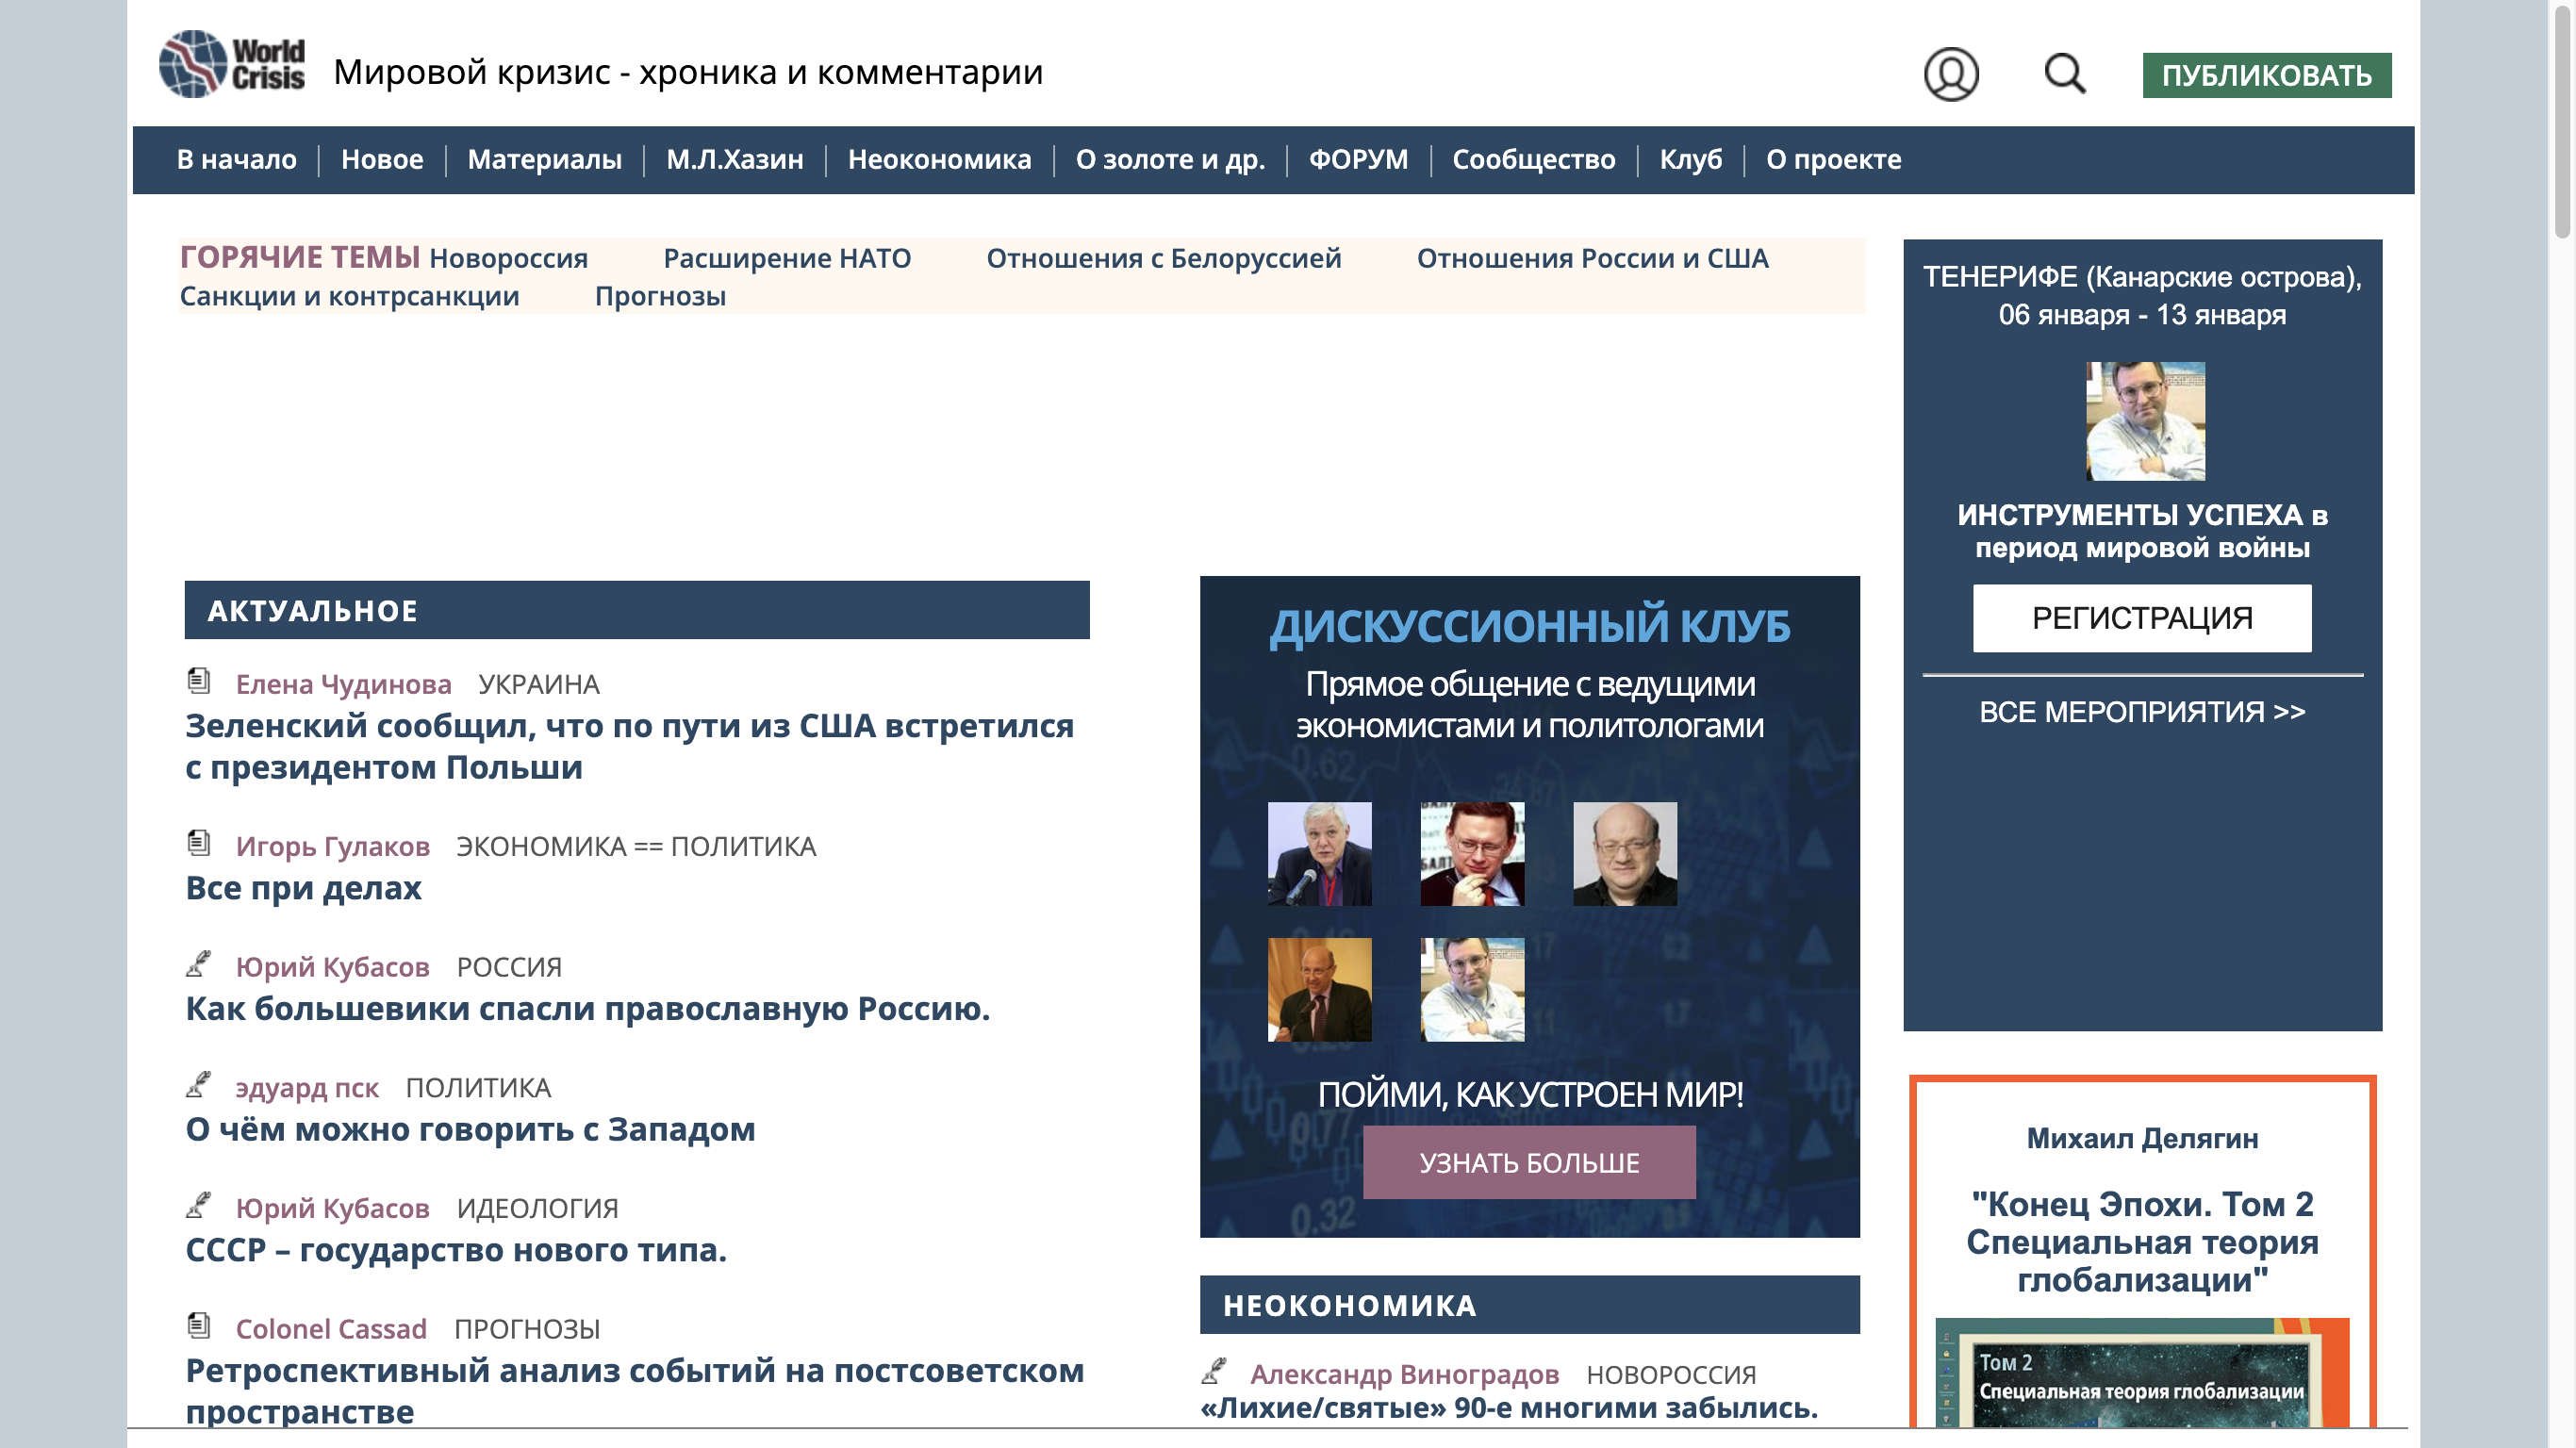 World
Crisis
Мировой кризис - хроника и комментарии
ПУБЛИКОВАТЬ
В начало
Новое
Материалы
М.Л.Хазин
Неокономика
О золоте и др.
ФОРУМ
Сообщество
Клуб
О проекте
ГОРЯЧИЕ ТЕМЫ Новороссия Расширение НАТО Отношения с Белоруссией Отношения России и США
Санкции и контрсанкции Прогнозы
АКТУАЛЬНОЕ
Елена Чудинова УКРАИНА
Зеленский сообщил, что по пути из США встретился
с президентом Польши
Игорь Гулаков ЭКОНОМИКА == ПОЛИТИКА
Все при делах
Юрий Кубасов РОССИЯ
Как большевики спасли православную Россию.
эдуард пск ПОЛИТИКА
О чём можно говорить с Западом
Юрий Кубасов ИДЕОЛОГИЯ
СССР – государство нового типа.
Colonel Cassad ПРОГНОЗЫ
Ретроспективный анализ событий на постсоветском
пространстве
ДИСКУССИОННЫЙ КЛУБ
Прямое общение с ведущими
экономистами и политологами
ПОЙМИ, КАК УСТРОЕН МИР!
УЗНАТЬ БОЛЬШЕ
0.32
НЕОКОНОМИКА
Александр Виноградов НОВОРОССИЯ
«Лихие/святые» 90-е многими забылись.
ТЕНЕРИФЕ (Канарские острова),
06 января - 13 января
ИНСТРУМЕНТЫ УСПЕХА в
период мировой войны
РЕГИСТРАЦИЯ
ВСЕ МЕРОПРИЯТИЯ >>
Михаил Делягин
"Конец Эпохи. Том 2
Специальная теория
глобализации"
Том 2
Специальная теория глобализации